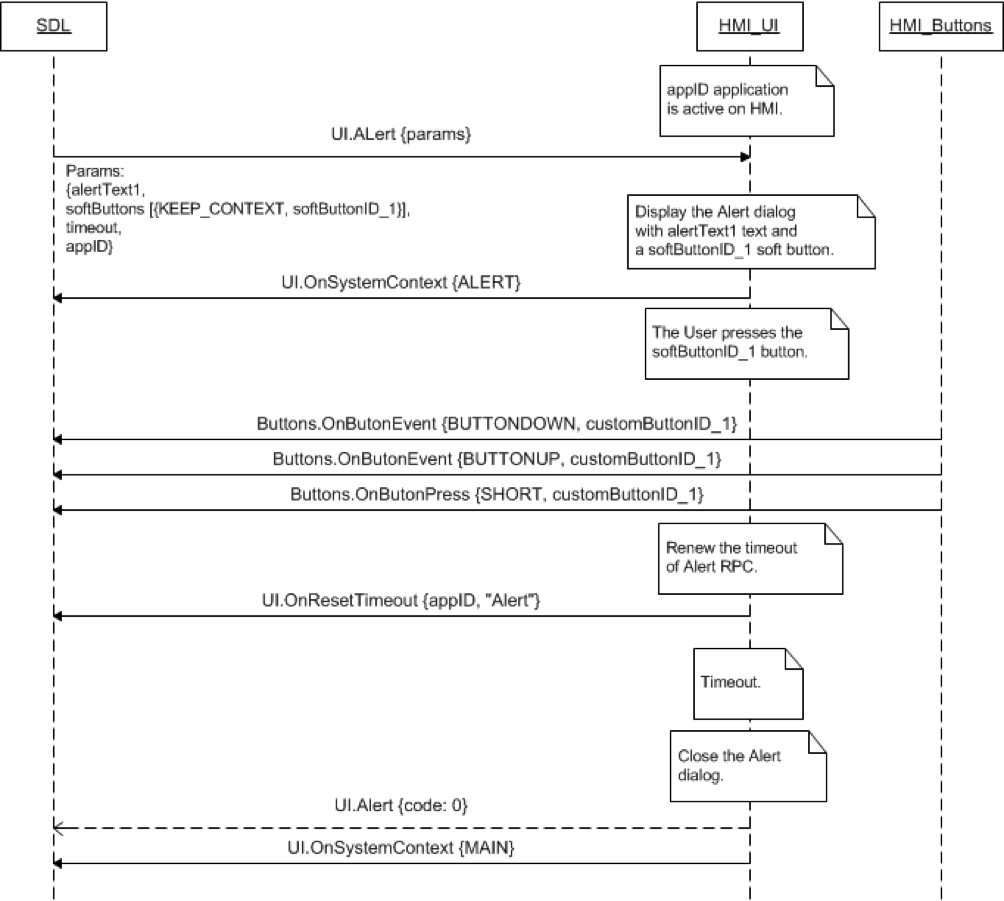 SDL
HMI_UI
HMI_Buttons
appID application
is active on HMI.
UI.ALert {params}
Params:
{alertText1,
softButtons [{KEEP_CONTEXT, softButtonID_1}],
timeout,
appID}
Display the Alert dialog
with alertText1 text and
a softButtonID_1 soft button.
UI.OnSystemContext {ALERT}
The User presses the
softButtonID_1 button.
Buttons.OnButonEvent {BUTTONDOWN, customButtonID_1}
Buttons.OnButonEvent {BUTTONUP, customButtonID_1}
Buttons.OnButonPress {SHORT, customButtonID_1}
Renew the timeout
of Alert RPC.
UI.OnResetTimeout {appID, "Alert"}
Timeout.
Close the Alert
dialog.
UI.Alert {code: 0}
UI.OnSystemContext {MAIN}